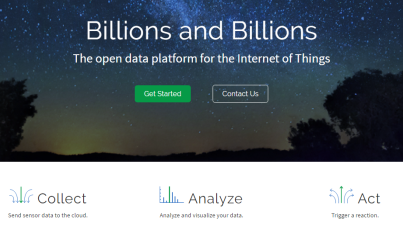 Billions and Billions
The open data platform for the Internet of Things
Get Started
Contact Us
Collect
Analyze
Act
Send sensor data to the cloud.
Analyze and visualize your data.
Trigger a reaction.